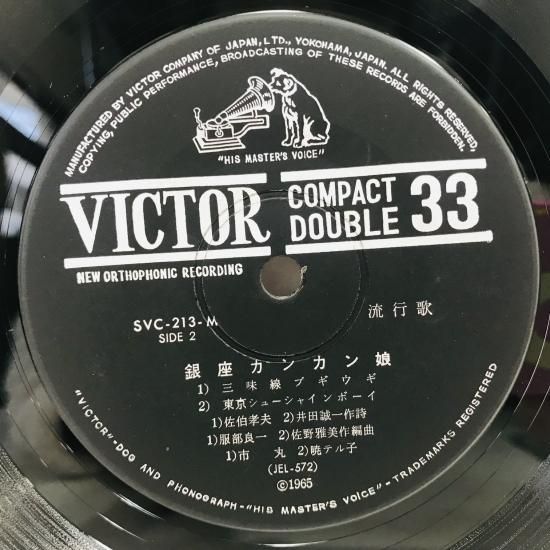 MANUFACTURED BY VICTOR COMPANY OF JAPAN, LTD., YOKOHAMA, JAPAN. ALL RIGHTS RESERVED.
COPYING, PUBLIC PERFORMANCE, BROADCASTING OF THESE RECORDS ARE FORBIDDEN.
"HIS MASTER'S VOICE"
VICTOR
COMPACT
DOUBLE 33
NEW ORTHOPHONIC RECORDING
SVC-213-M
SIDE 2
流行歌
銀座カンカン娘
1) 三味線ブギウギ
2) 東京シューシャインボーイ
1)佐伯孝夫 2)井田誠一作詩
1)服部良一 2)佐野雅美作編曲
1)市 丸 2)暁テル子
(JEL-572)
©1965
"VICTOR"-DOG AND PHONOGRAPH-"HIS MASTER'S VOICE"-TRADEMARKS REGISTERED